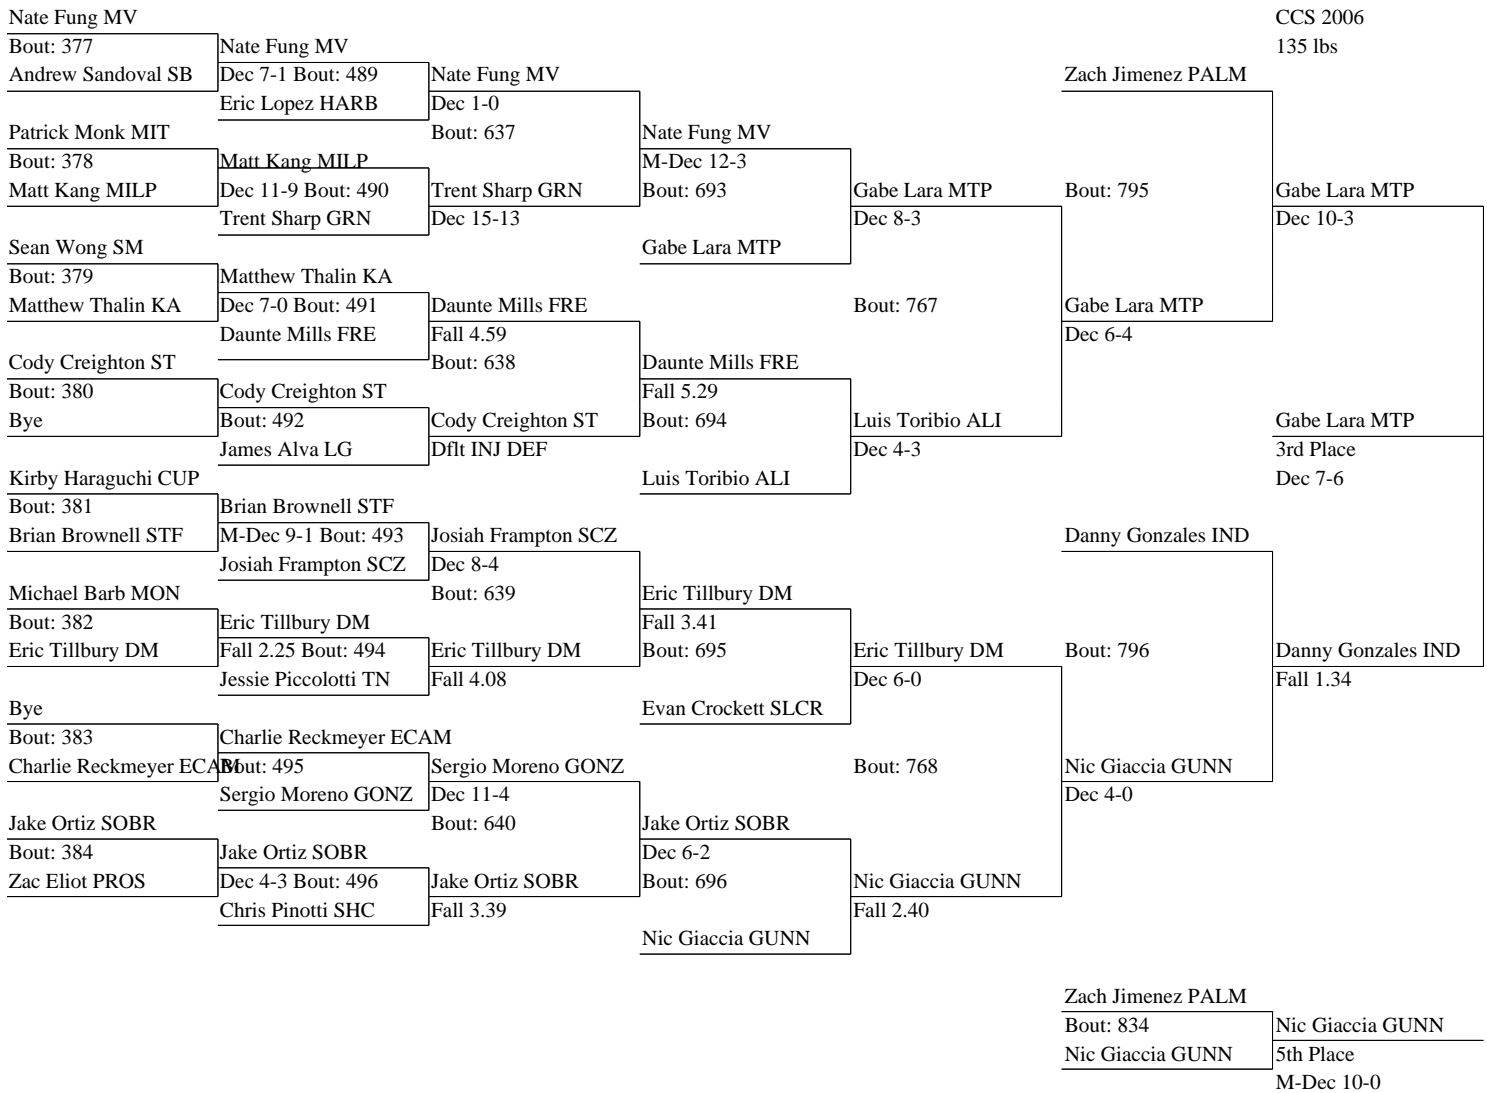 Nate Fung MV
Bout: 377
Andrew Sandoval SB
Patrick Monk MIT
Bout: 378
Matt Kang MILP
Sean Wong SM
Bout: 379
Matthew Thalin KA
Cody Creighton ST
Bout: 380
Bye
Kirby Haraguchi CUP
Bout: 381
Brian Brownell STF
Michael Barb MON
Bout: 382
Eric Tillbury DM
Bye
Bout: 383
Charlie Reckmeyer ECAM
Jake Ortiz SOBR
Bout: 384
Zac Eliot PROS
Nate Fung MV
Dec 7-1 Bout: 489
Eric Lopez HARB
Matt Kang MILP
Dec 11-9 Bout: 490
Trent Sharp GRN
Matthew Thalin KA
Dec 7-0 Bout: 491
Daunte Mills FRE
Cody Creighton ST
Bout: 492
James Alva LG
Brian Brownell STF
M-Dec 9-1 Bout: 493
Josiah Frampton SCZ
Eric Tillbury DM
Fall 2.25 Bout: 494
Jessie Piccolotti TN
Charlie Reckmeyer ECAM
Bout: 495
Sergio Moreno GONZ
Jake Ortiz SOBR
Dec 4-3 Bout: 496
Chris Pinotti SHC
Nate Fung MV
Dec 1-0
Bout: 637
Trent Sharp GRN
Dec 15-13
Daunte Mills FRE
Fall 4.59
Bout: 638
Cody Creighton ST
Dflt INJ DEF
Josiah Frampton SCZ
Dec 8-4
Bout: 639
Eric Tillbury DM
Fall 4.08
Sergio Moreno GONZ
Dec 11-4
Bout: 640
Jake Ortiz SOBR
Fall 3.39
Nate Fung MV
M-Dec 12-3
Bout: 693
Gabe Lara MTP
Daunte Mills FRE
Fall 5.29
Bout: 694
Luis Toribio ALI
Eric Tillbury DM
Fall 3.41
Bout: 695
Evan Crockett SLCR
Jake Ortiz SOBR
Dec 6-2
Bout: 696
Nic Giaccia GUNN
Gabe Lara MTP
Dec 8-3
Bout: 767
Luis Toribio ALI
Dec 4-3
Eric Tillbury DM
Dec 6-0
Bout: 768
Nic Giaccia GUNN
Fall 2.40
Zach Jimenez PALM
Bout: 795
Gabe Lara MTP
Dec 6-4
Danny Gonzales IND
Bout: 796
Nic Giaccia GUNN
Dec 4-0
Zach Jimenez PALM
Bout: 834
Nic Giaccia GUNN
CCS 2006
135 lbs
Gabe Lara MTP
Dec 10-3
Gabe Lara MTP
3rd Place
Dec 7-6
Danny Gonzales IND
Fall 1.34
Nic Giaccia GUNN
5th Place
M-Dec 10-0